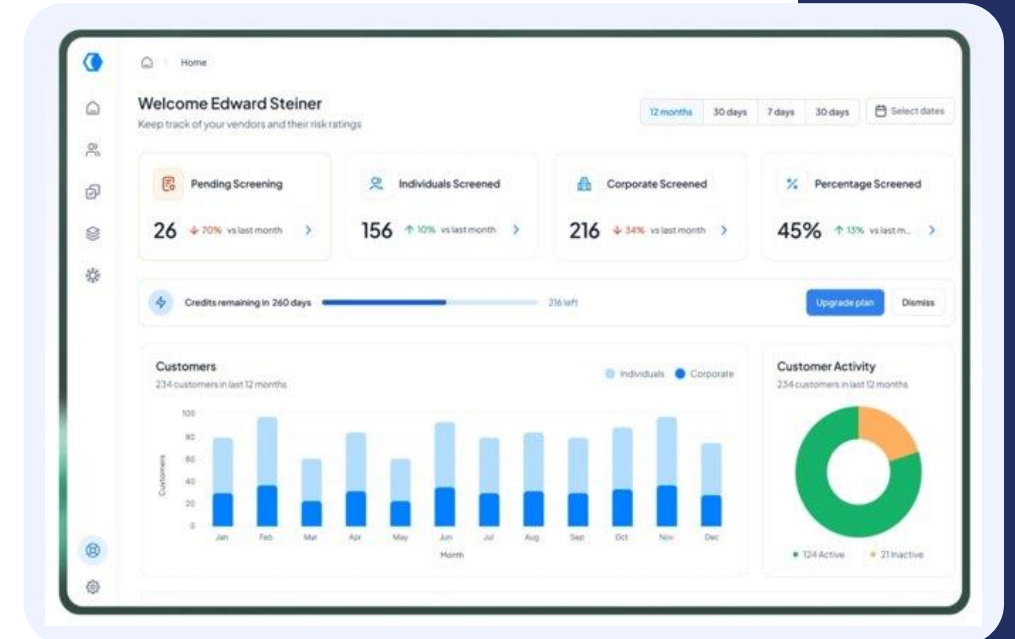 Home
Welcome Edward Steiner
Keep track of your vendors and their risk ratings
12 months 30 days 7 days 30 days Select dates
Pending Screening
26 70% vs last month
Individuals Screened
156 10% vs last month
Corporate Screened
216 34% vs last month
Percentage Screened
45% 13% vs last m...
Credits remaining in 260 days 216 left Upgrade plan Dismiss
Customers
234 customers in last 12 months
Individuals Corporate
100
80
60
40
20
0
Customers
Jan Feb Mar Apr May Jun Jul Aug Sep Oct Nov Dec
Month
Customer Activity
234 customers in last 12 months
124 Active 21 Inactive